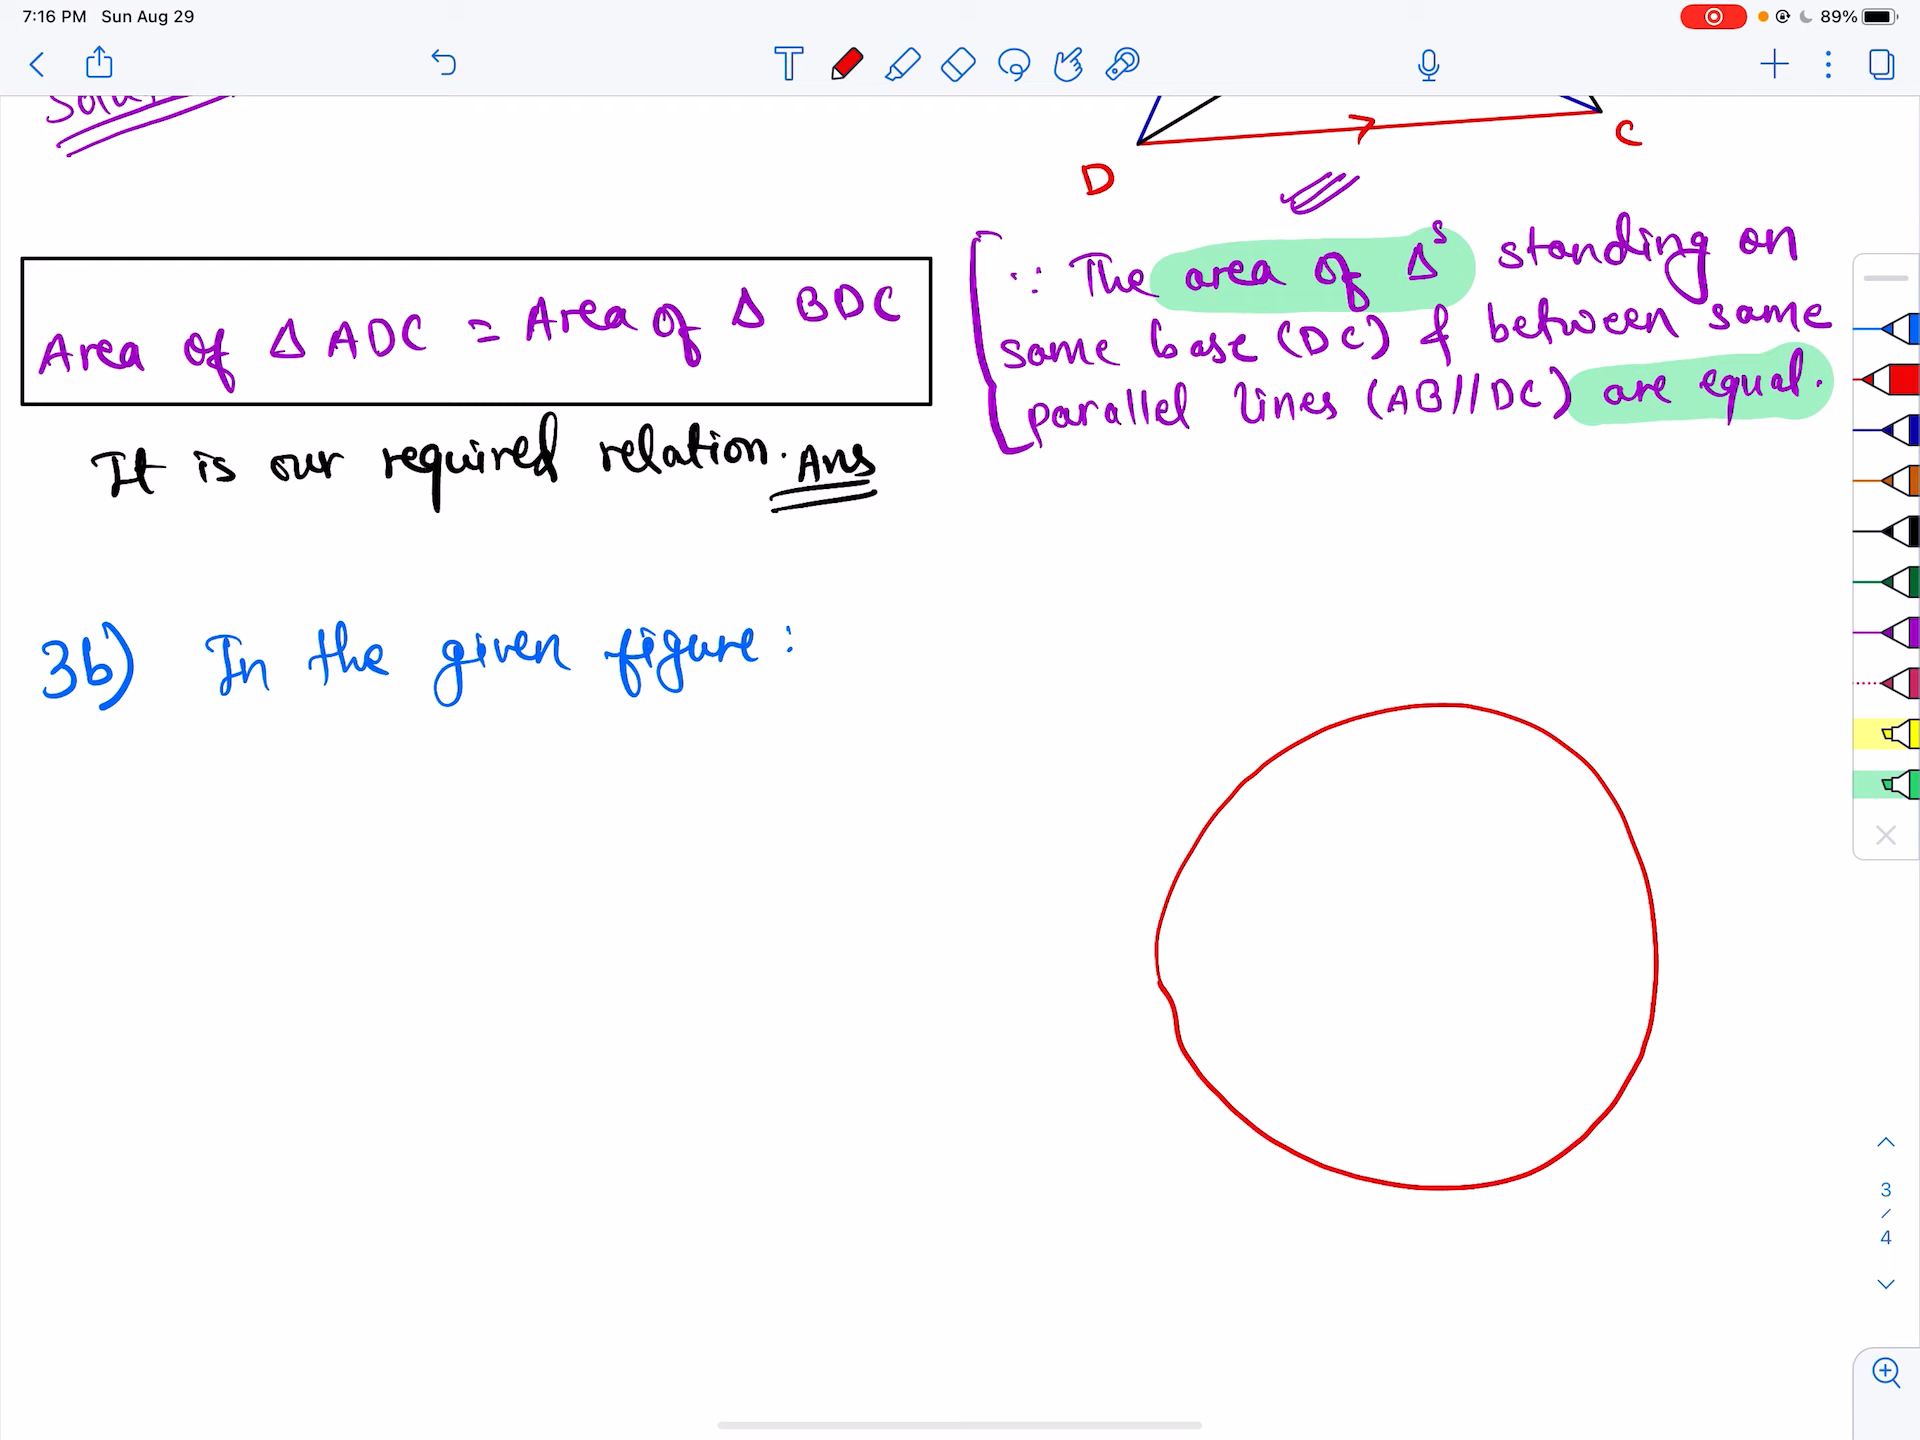 7:16 PM Sun Aug 29
89%
T
C
D
Area of Δ ADC = Area of Δ BDC
∵ The area of Δˢ standing on
same base (DC) & between same
parallel lines (AB//DC) are equal.
It is our required relation. Ans
3b) In the given figure:
3
/
4